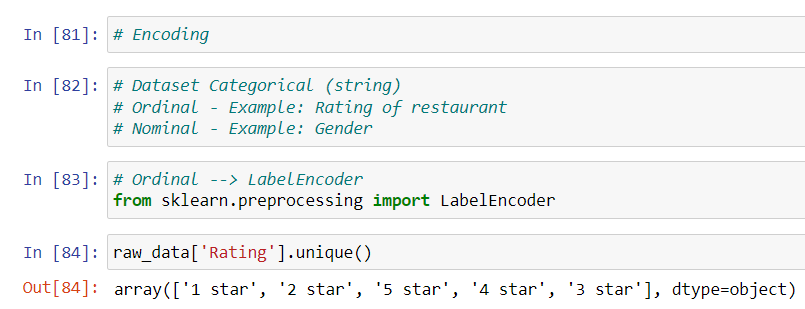 In [81]: # Encoding
In [82]: # Dataset Categorical (string)
# Ordinal - Example: Rating of restaurant
# Nominal - Example: Gender
In [83]: # Ordinal --> LabelEncoder
from sklearn.preprocessing import LabelEncoder
In [84]: raw_data['Rating'].unique()
Out[84]: array(['1 star', '2 star', '5 star', '4 star', '3 star'], dtype=object)